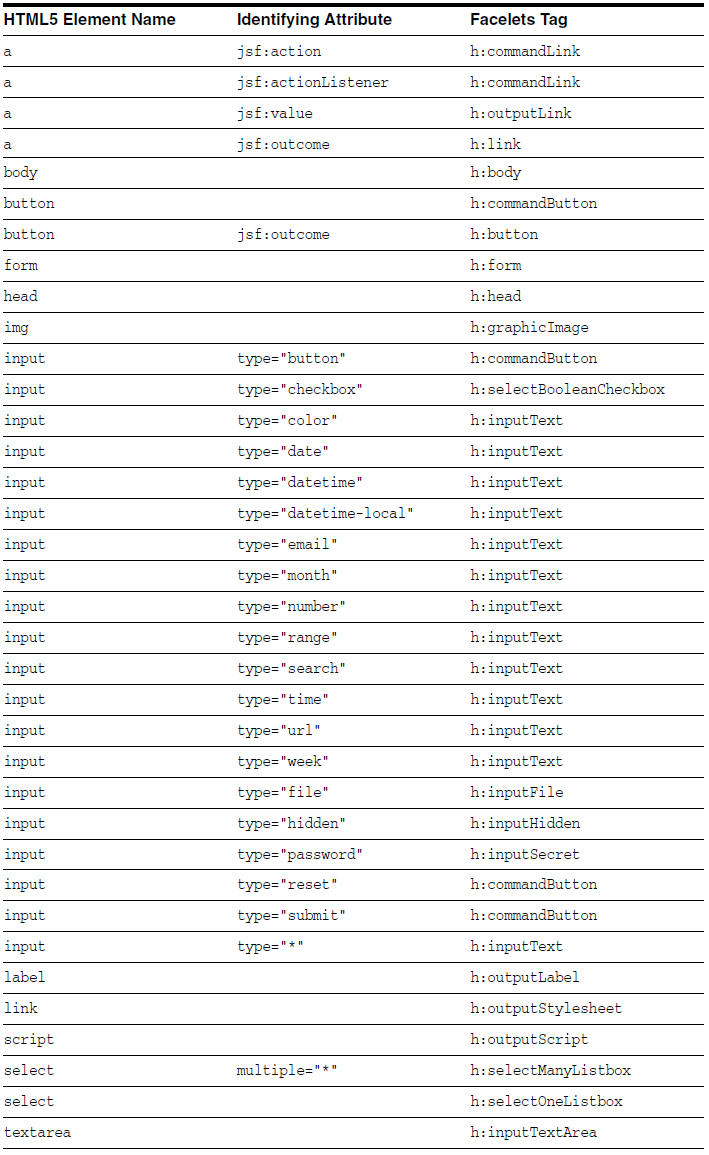 HTML5 Element Name Identifying Attribute Facelets Tag
a jsf:action h:commandLink
a jsf:actionListener h:commandLink
a jsf:value h:outputLink
a jsf:outcome h:link
body h:body
button h:commandButton
button jsf:outcome h:button
form h:form
head h:head
img h:graphicImage
input type="button" h:commandButton
input type="checkbox" h:selectBooleanCheckbox
input type="color" h:inputText
input type="date" h:inputText
input type="datetime" h:inputText
input type="datetime-local" h:inputText
input type="email" h:inputText
input type="month" h:inputText
input type="number" h:inputText
input type="range" h:inputText
input type="search" h:inputText
input type="time" h:inputText
input type="url" h:inputText
input type="week" h:inputText
input type="file" h:inputFile
input type="hidden" h:inputHidden
input type="password" h:inputSecret
input type="reset" h:commandButton
input type="submit" h:commandButton
input type="*" h:inputText
label h:outputLabel
link h:outputStylesheet
script h:outputScript
select multiple="*" h:selectManyListbox
select h:selectOneListbox
textarea h:inputTextArea